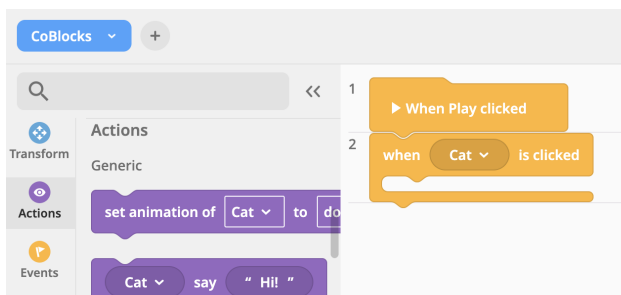 CoBlocks
+
Transform
Actions
Events
Actions
Generic
set animation of Cat to do
Cat say “ Hi! ”
1 When Play clicked
2 when Cat is clicked